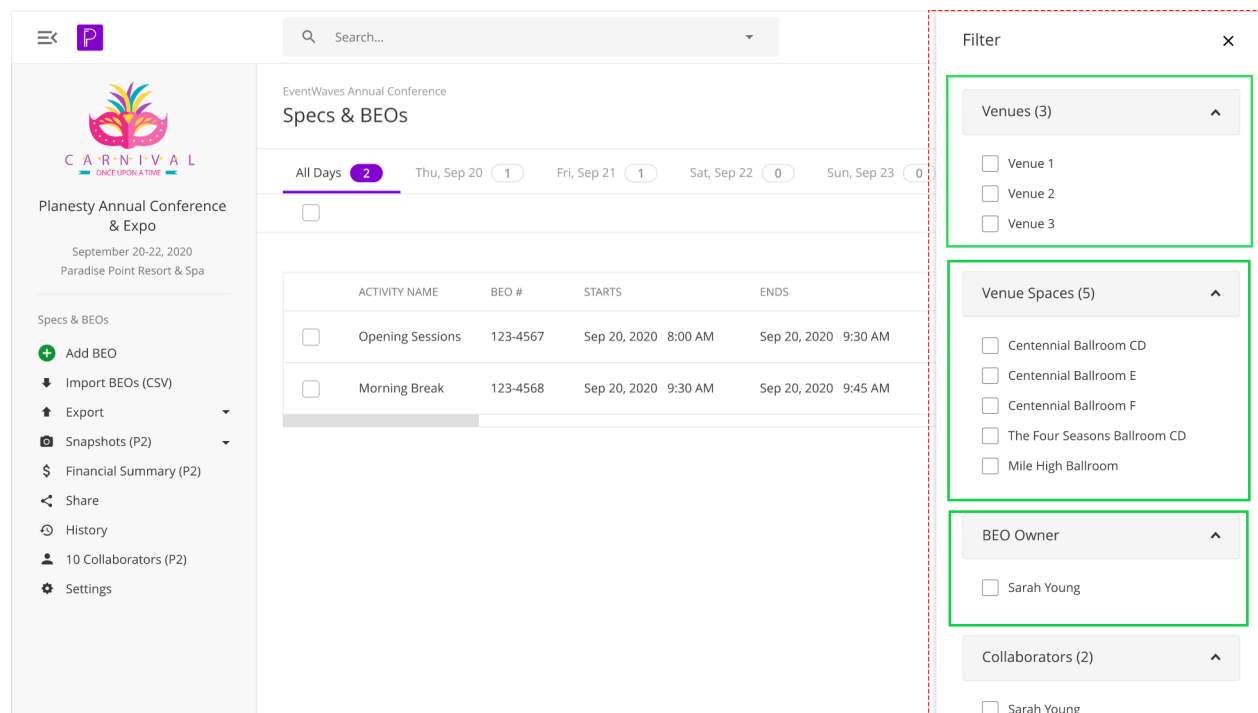 P
Search...
C A R N I V A L
ONCE UPON A TIME
Planesty Annual Conference
& Expo
September 20-22, 2020
Paradise Point Resort & Spa
Specs & BEOs
Add BEO
Import BEOs (CSV)
Export
Snapshots (P2)
Financial Summary (P2)
Share
History
10 Collaborators (P2)
Settings
EventWaves Annual Conference
Specs & BEOs
All Days 2 Thu, Sep 20 1 Fri, Sep 21 1 Sat, Sep 22 0 Sun, Sep 23 0
ACTIVITY NAME BEO # STARTS ENDS
Opening Sessions 123-4567 Sep 20, 2020 8:00 AM Sep 20, 2020 9:30 AM
Morning Break 123-4568 Sep 20, 2020 9:30 AM Sep 20, 2020 9:45 AM
Filter
Venues (3)
Venue 1
Venue 2
Venue 3
Venue Spaces (5)
Centennial Ballroom CD
Centennial Ballroom E
Centennial Ballroom F
The Four Seasons Ballroom CD
Mile High Ballroom
BEO Owner
Sarah Young
Collaborators (2)
Sarah Young